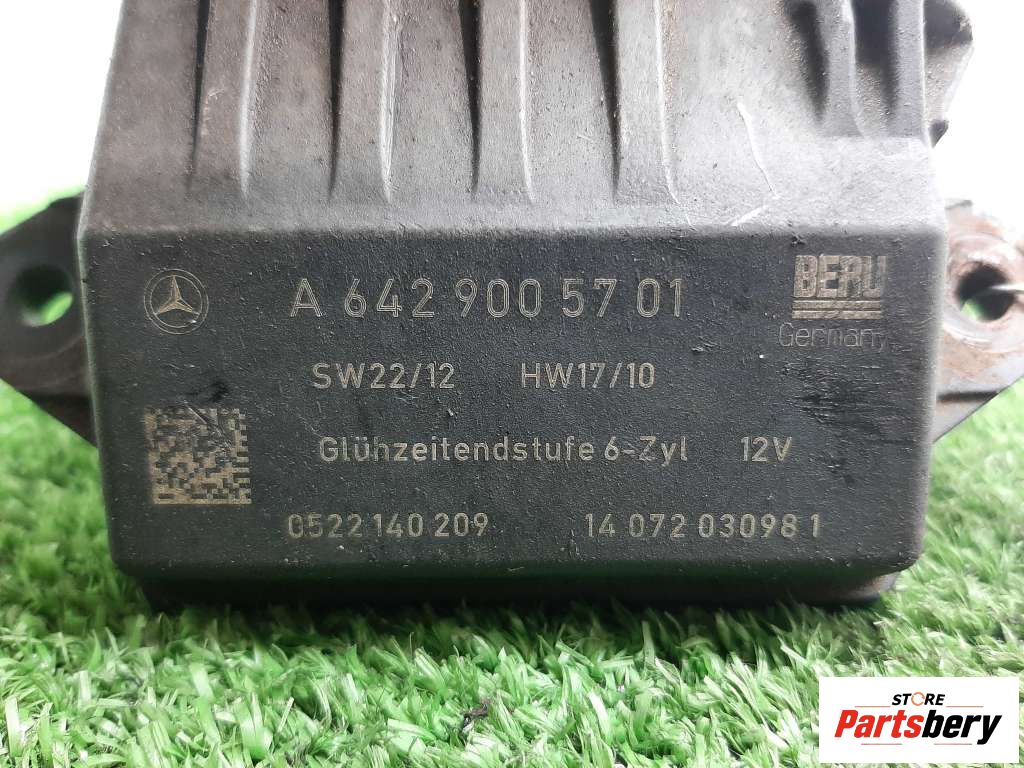 A 642 900 57 01
BERU
Germany
SW22/12 HW17/10
Glühzeitendstufe 6-Zyl 12V
0522 140 209 14 072 03098 1
STORE
Partsbery